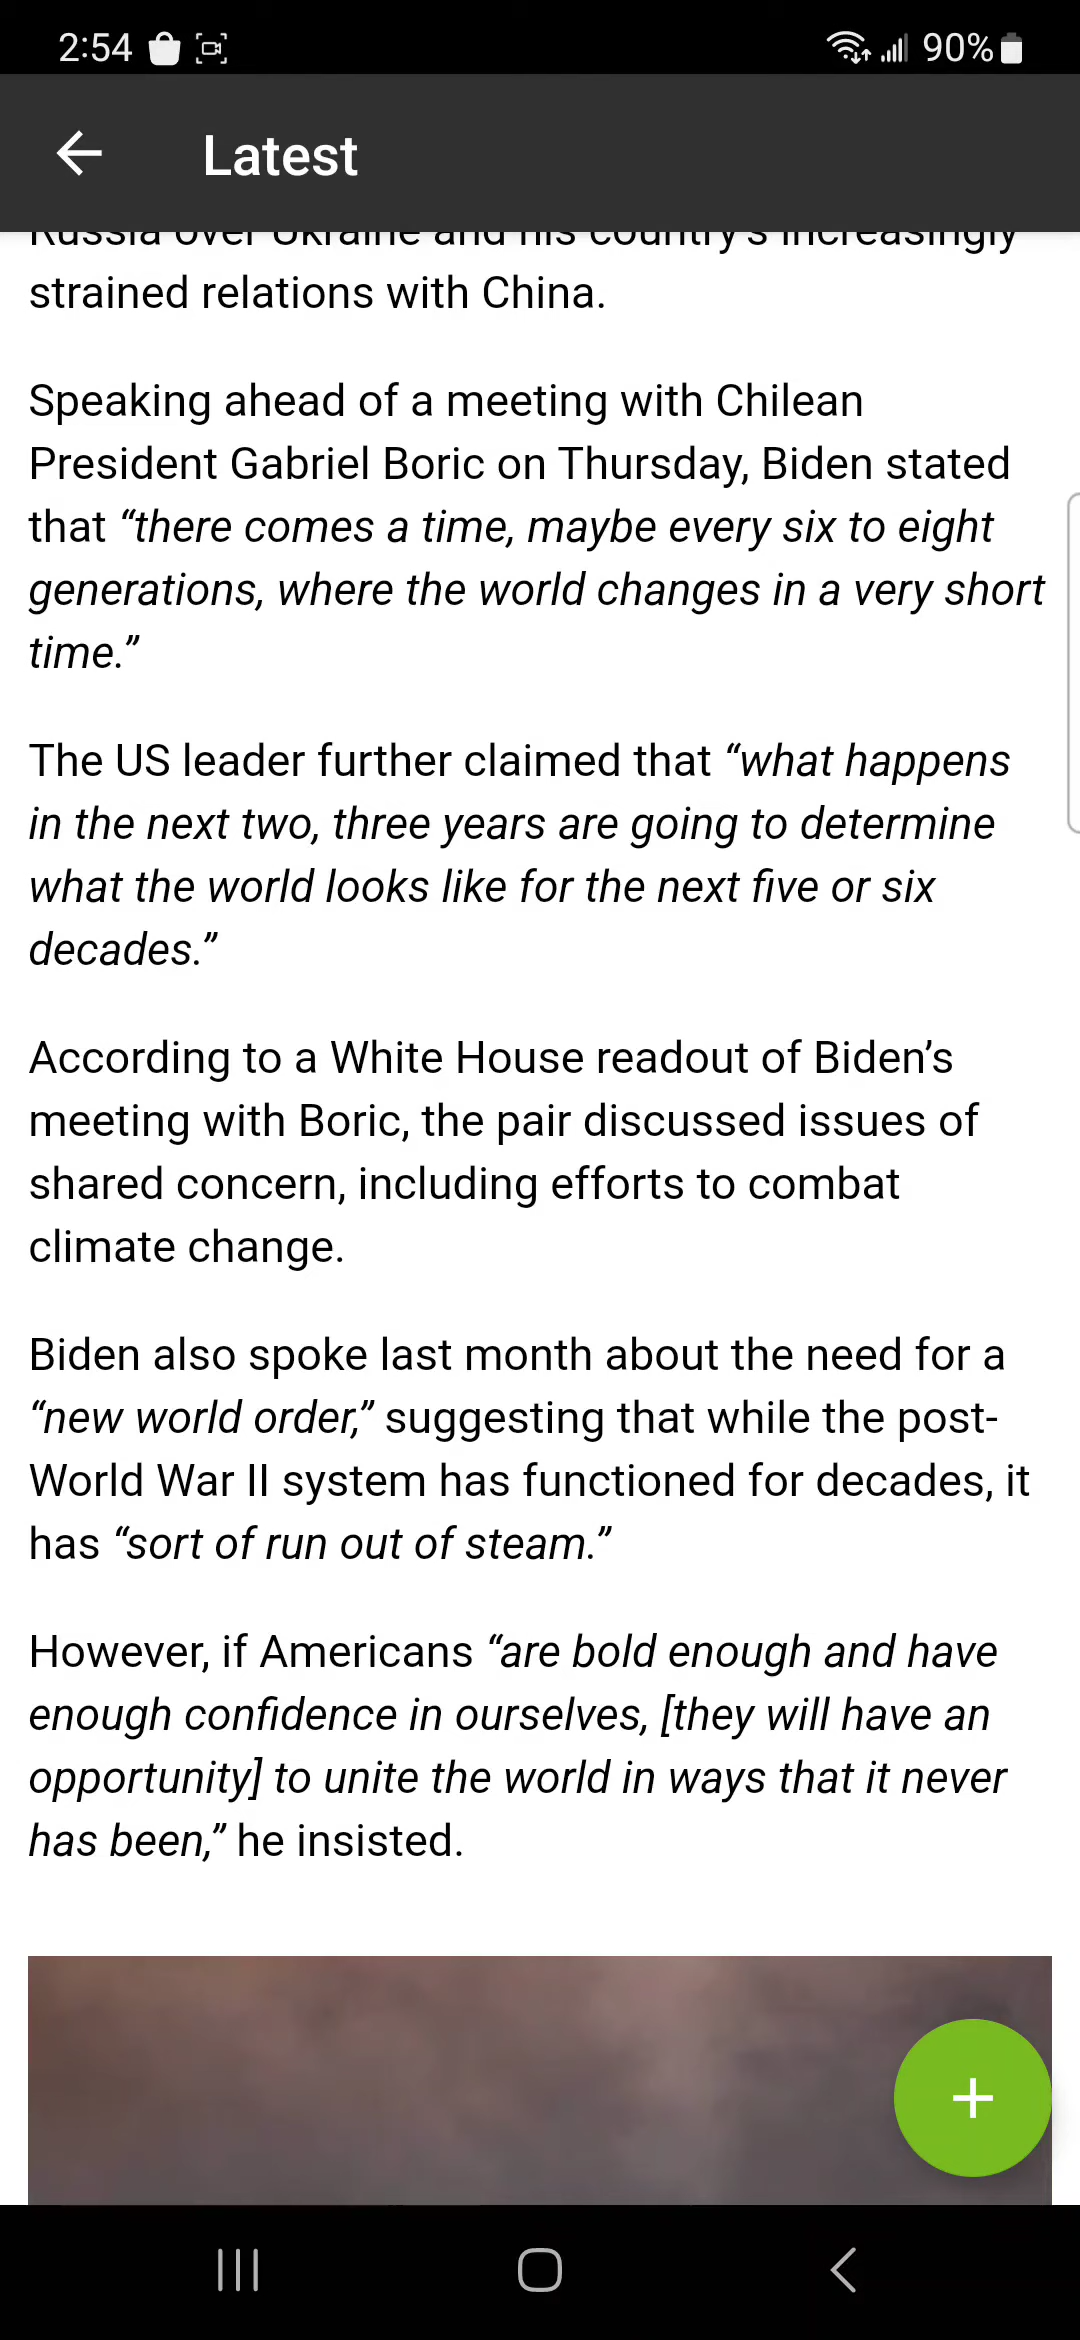 2:54
90%
Latest
Russia over Ukraine and his country's increasingly
strained relations with China.
Speaking ahead of a meeting with Chilean
President Gabriel Boric on Thursday, Biden stated
that “there comes a time, maybe every six to eight
generations, where the world changes in a very short
time.”
The US leader further claimed that “what happens
in the next two, three years are going to determine
what the world looks like for the next five or six
decades.”
According to a White House readout of Biden’s
meeting with Boric, the pair discussed issues of
shared concern, including efforts to combat
climate change.
Biden also spoke last month about the need for a
“new world order,” suggesting that while the post-
World War II system has functioned for decades, it
has “sort of run out of steam.”
However, if Americans “are bold enough and have
enough confidence in ourselves, [they will have an
opportunity] to unite the world in ways that it never
has been,” he insisted.